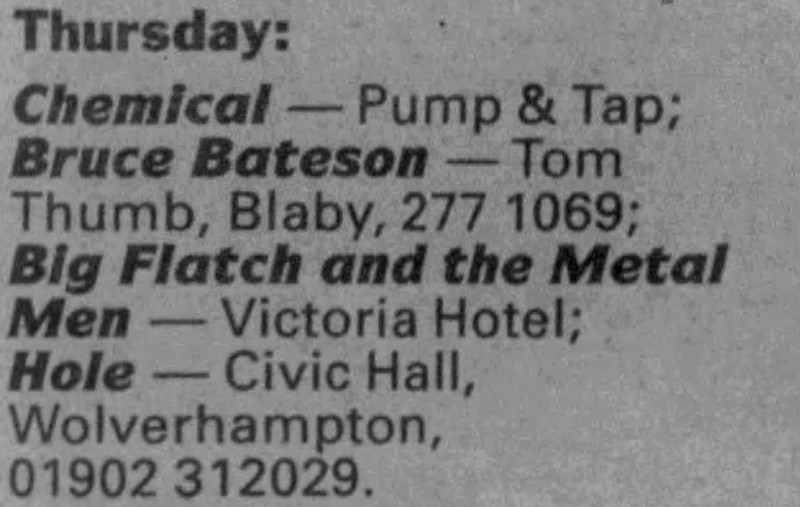 Thursday:
Chemical — Pump & Tap;
Bruce Bateson — Tom
Thumb, Blaby, 277 1069;
Big Flatch and the Metal
Men — Victoria Hotel;
Hole — Civic Hall,
Wolverhampton,
01902 312029.